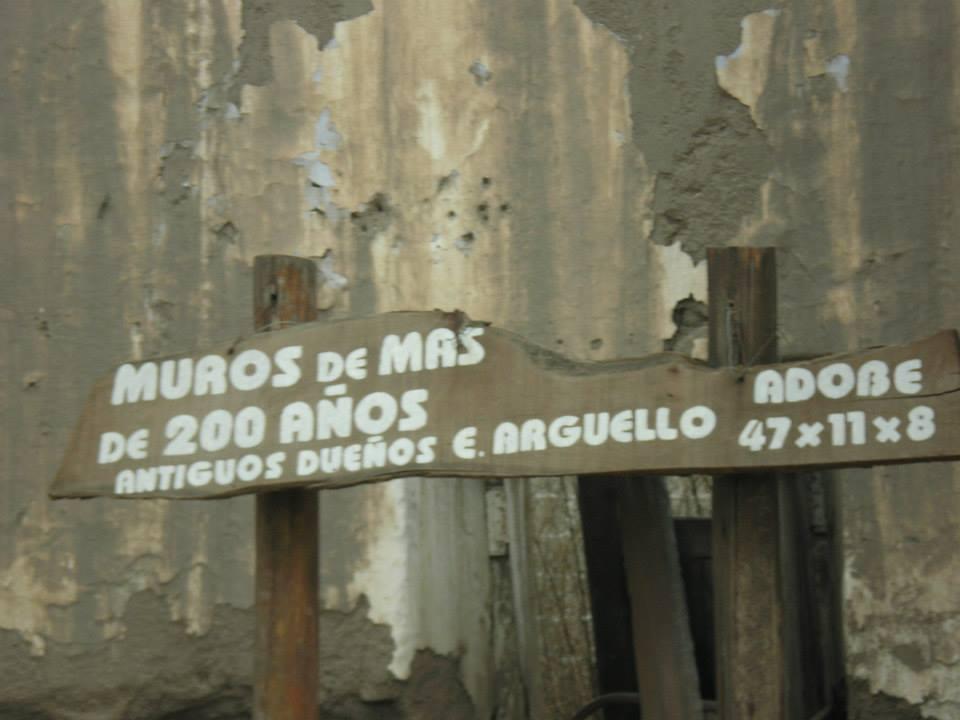 MUROS DE MAS
DE 200 AÑOS
ANTIGUOS DUEÑOS E. ARGUELLO
ADOBE
47x11x8